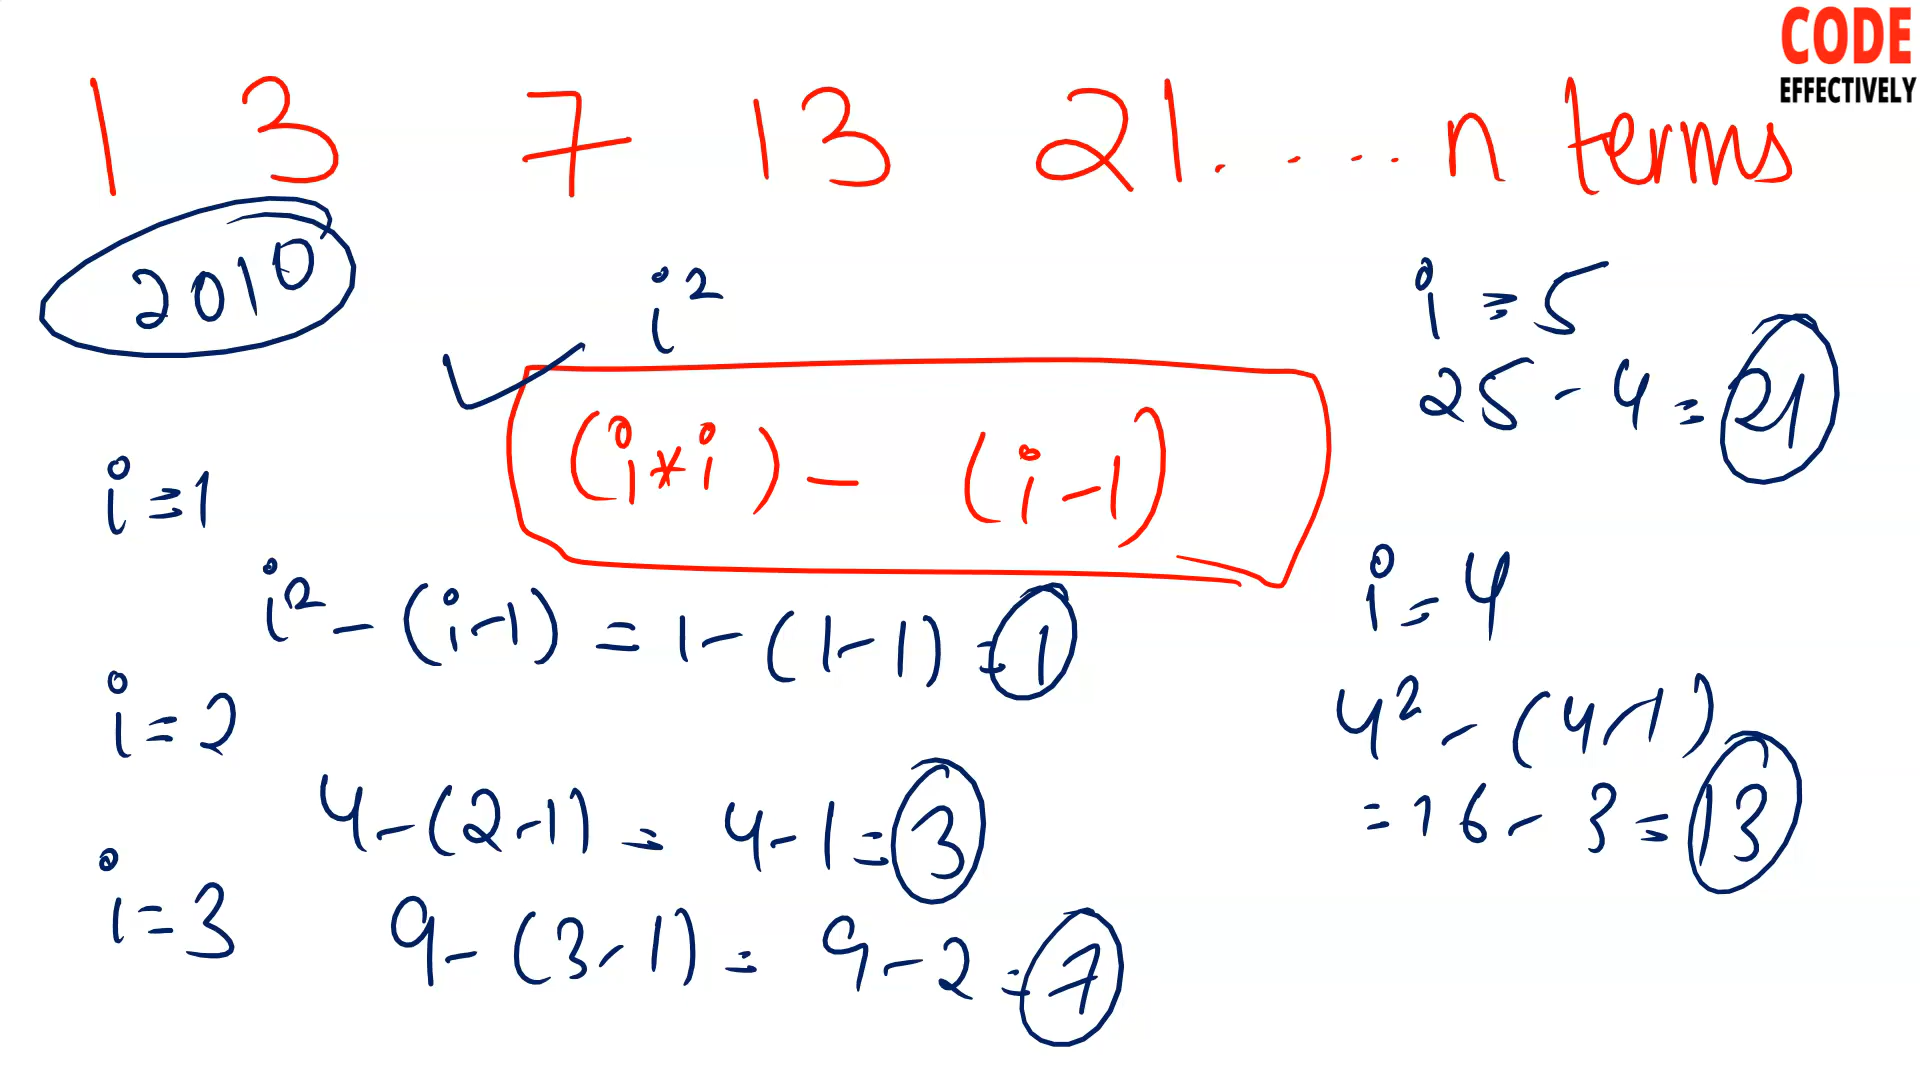 CODE
EFFECTIVELY
1 3 7 13 21..... n terms
2010
i²
(i*i) - (i-1)
i=1
i² - (i-1) = 1-(1-1) = 1
i=2
4-(2-1) = 4-1=3
i=3
9-(3-1) = 9-2=7
i=5
25-4=21
i=4
4²-(4-1)
=16-3=13